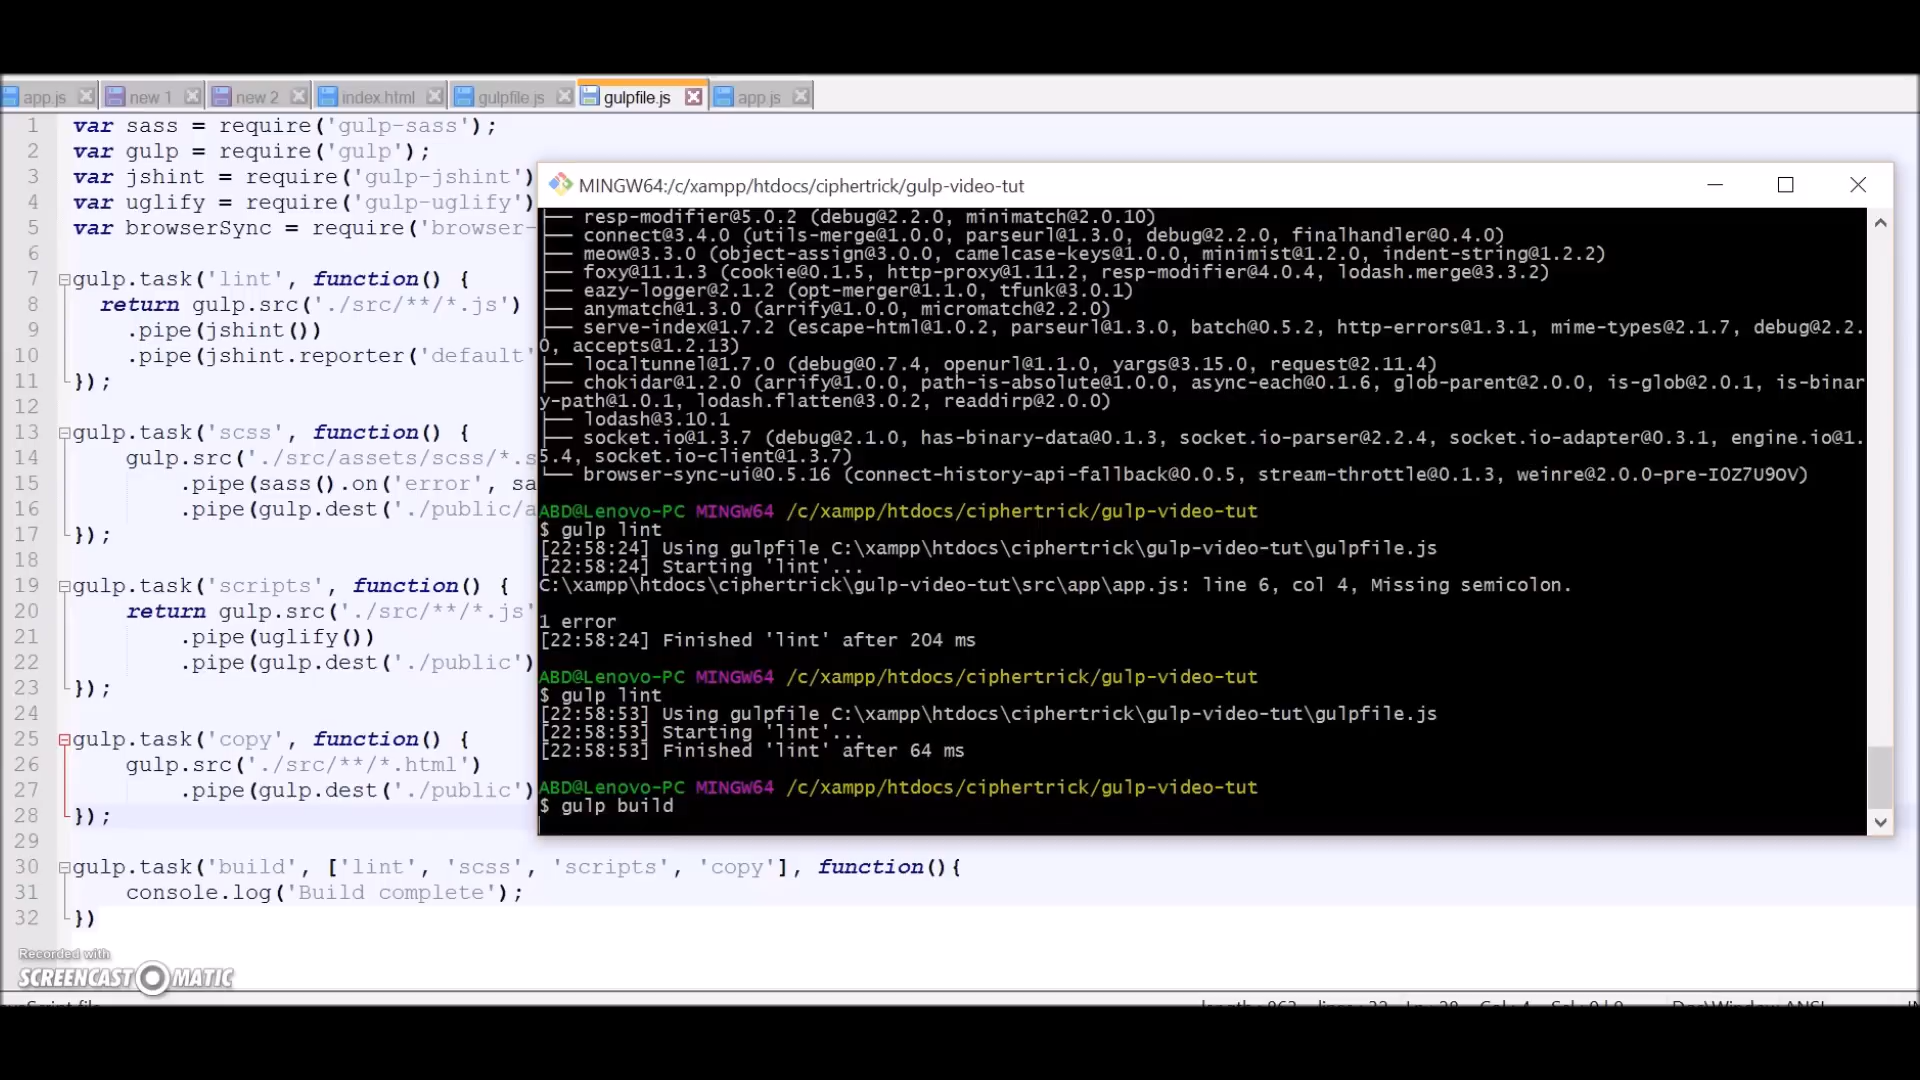 app.js new 1 new 2 index.html gulpfile.js gulpfile.js app.js
1 var sass = require('gulp-sass');
2 var gulp = require('gulp');
3 var jshint = require('gulp-jshint')
4 var uglify = require('gulp-uglify')
5 var browserSync = require('browser-
6
7 gulp.task('lint', function() {
8 return gulp.src('./src/**/*.js')
9 .pipe(jshint())
10 .pipe(jshint.reporter('default'
11 });
12
13 gulp.task('scss', function() {
14 gulp.src('./src/assets/scss/*.s
15 .pipe(sass().on('error', sa
16 .pipe(gulp.dest('./public/a
17 });
18
19 gulp.task('scripts', function() {
20 return gulp.src('./src/**/*.js'
21 .pipe(uglify())
22 .pipe(gulp.dest('./public')
23 });
24
25 gulp.task('copy', function() {
26 gulp.src('./src/**/*.html')
27 .pipe(gulp.dest('./public')
28 });
29
30 gulp.task('build', ['lint', 'scss', 'scripts', 'copy'], function(){
31 console.log('Build complete');
32 })
MINGW64:/c/xampp/htdocs/ciphertrick/gulp-video-tut
├── resp-modifier@5.0.2 (debug@2.2.0, minimatch@2.0.10)
├── connect@3.4.0 (utils-merge@1.0.0, parseurl@1.3.0, debug@2.2.0, finalhandler@0.4.0)
├── meow@3.3.0 (object-assign@3.0.0, camelcase-keys@1.0.0, minimist@1.2.0, indent-string@1.2.2)
├── foxy@11.1.3 (cookie@0.1.5, http-proxy@1.11.2, resp-modifier@4.0.4, lodash.merge@3.3.2)
├── eazy-logger@2.1.2 (opt-merger@1.1.0, tfunk@3.0.1)
├── anymatch@1.3.0 (arrify@1.0.0, micromatch@2.2.0)
├── serve-index@1.7.2 (escape-html@1.0.2, parseurl@1.3.0, batch@0.5.2, http-errors@1.3.1, mime-types@2.1.7, debug@2.2.
0, accepts@1.2.13)
├── localtunnel@1.7.0 (debug@0.7.4, openurl@1.1.0, yargs@3.15.0, request@2.11.4)
├── chokidar@1.2.0 (arrify@1.0.0, path-is-absolute@1.0.0, async-each@0.1.6, glob-parent@2.0.0, is-glob@2.0.1, is-binar
y-path@1.0.1, lodash.flatten@3.0.2, readdirp@2.0.0)
├── lodash@3.10.1
├── socket.io@1.3.7 (debug@2.1.0, has-binary-data@0.1.3, socket.io-parser@2.2.4, socket.io-adapter@0.3.1, engine.io@1.
5.4, socket.io-client@1.3.7)
└── browser-sync-ui@0.5.16 (connect-history-api-fallback@0.0.5, stream-throttle@0.1.3, weinre@2.0.0-pre-I0Z7U9OV)
ABD@Lenovo-PC MINGW64 /c/xampp/htdocs/ciphertrick/gulp-video-tut
$ gulp lint
[22:58:24] Using gulpfile C:\xampp\htdocs\ciphertrick\gulp-video-tut\gulpfile.js
[22:58:24] Starting 'lint'...
C:\xampp\htdocs\ciphertrick\gulp-video-tut\src\app\app.js: line 6, col 4, Missing semicolon.
1 error
[22:58:24] Finished 'lint' after 204 ms
ABD@Lenovo-PC MINGW64 /c/xampp/htdocs/ciphertrick/gulp-video-tut
$ gulp lint
[22:58:53] Using gulpfile C:\xampp\htdocs\ciphertrick\gulp-video-tut\gulpfile.js
[22:58:53] Starting 'lint'...
[22:58:53] Finished 'lint' after 64 ms
ABD@Lenovo-PC MINGW64 /c/xampp/htdocs/ciphertrick/gulp-video-tut
$ gulp build
Recorded with
SCREENCAST MATIC